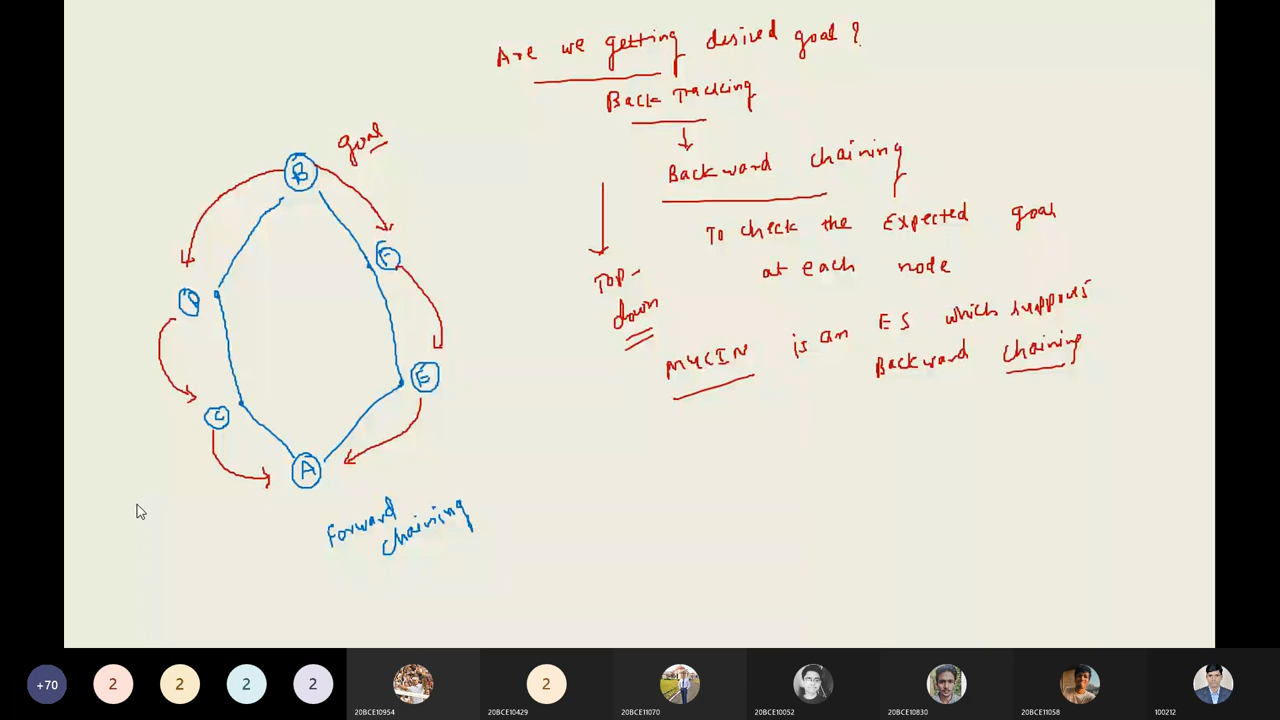 Are we getting desired goal?
Back Tracking
Backward chaining
To check the Expected goal
at each node
TOP-
down
MYCIN is an ES which supports
Backward chaining
goal
B
F
D
E
C
A
Forward
chaining
+70
2
2
2
2
2
20BCE10954
20BCE10429
20BCE11070
20BCE10052
20BCE10830
20BCE11058
100212